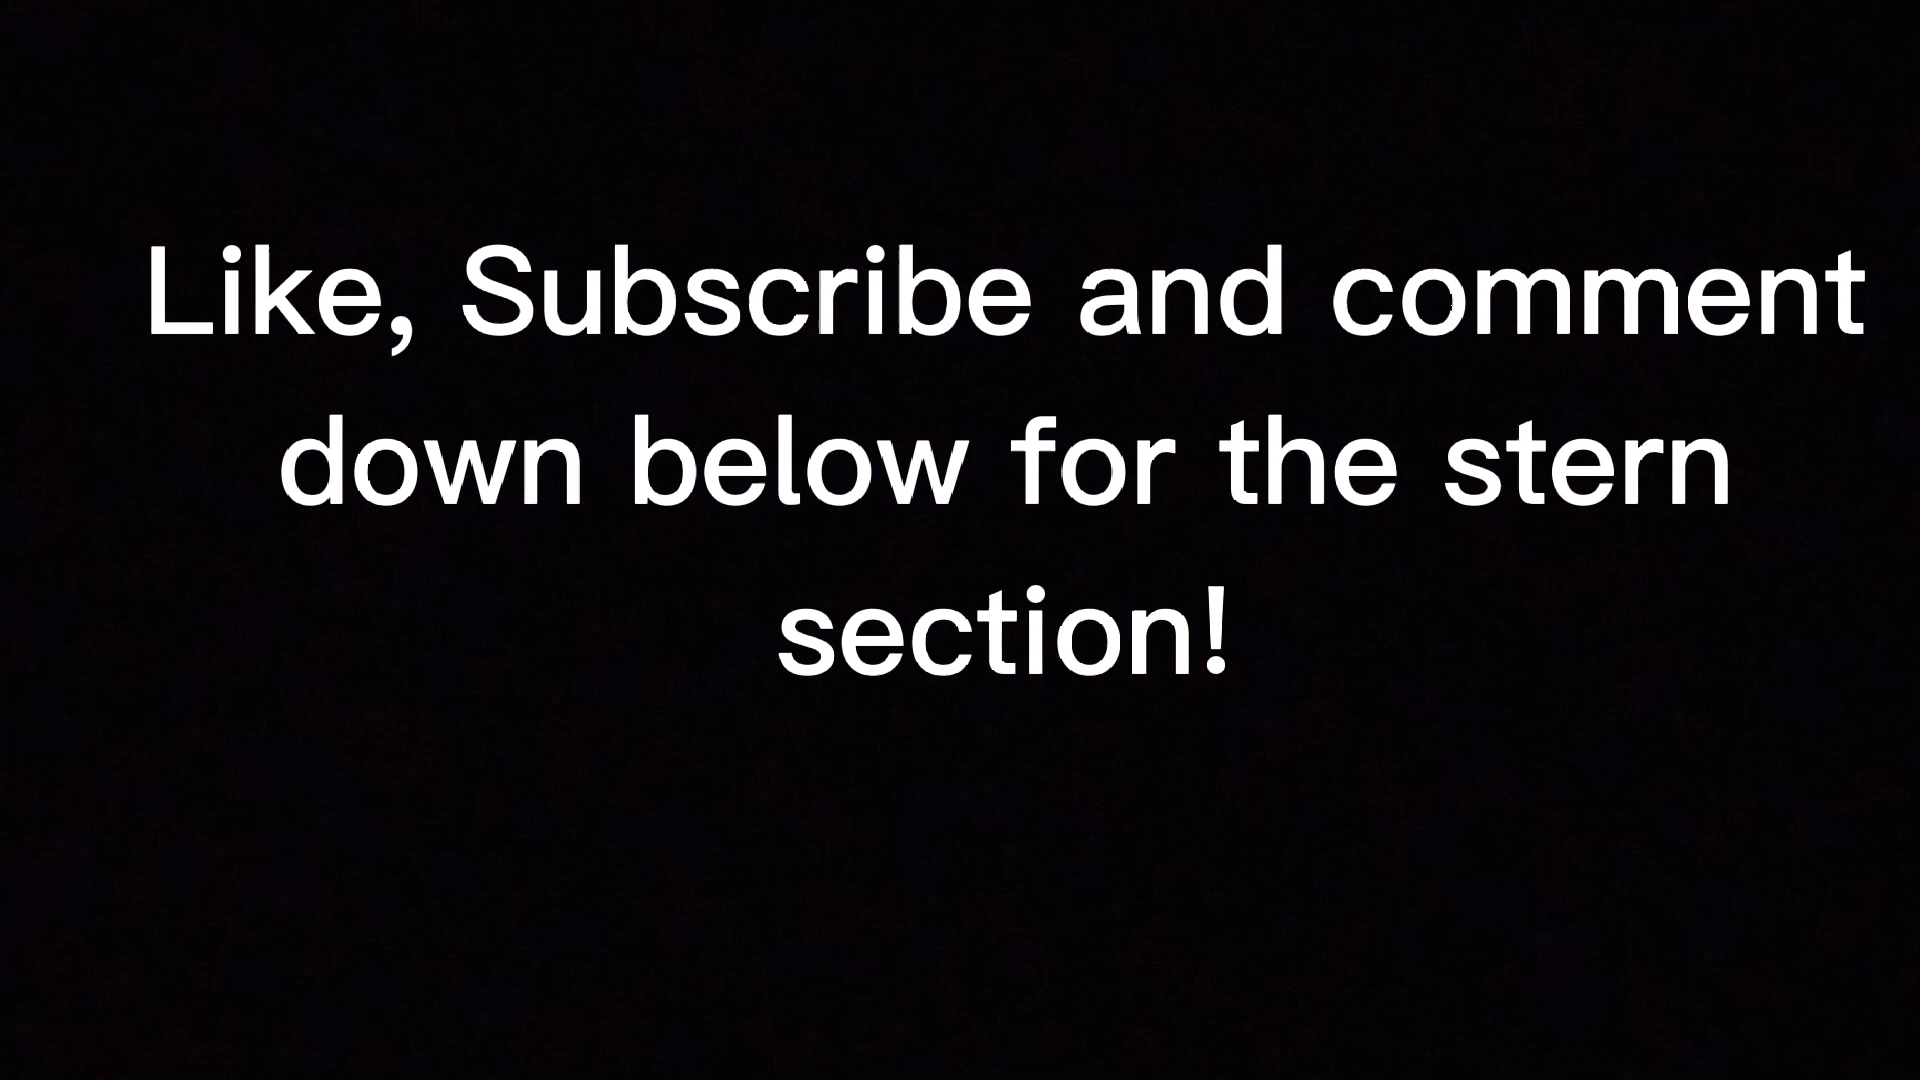 Like, Subscribe and comment
down below for the stern
section!